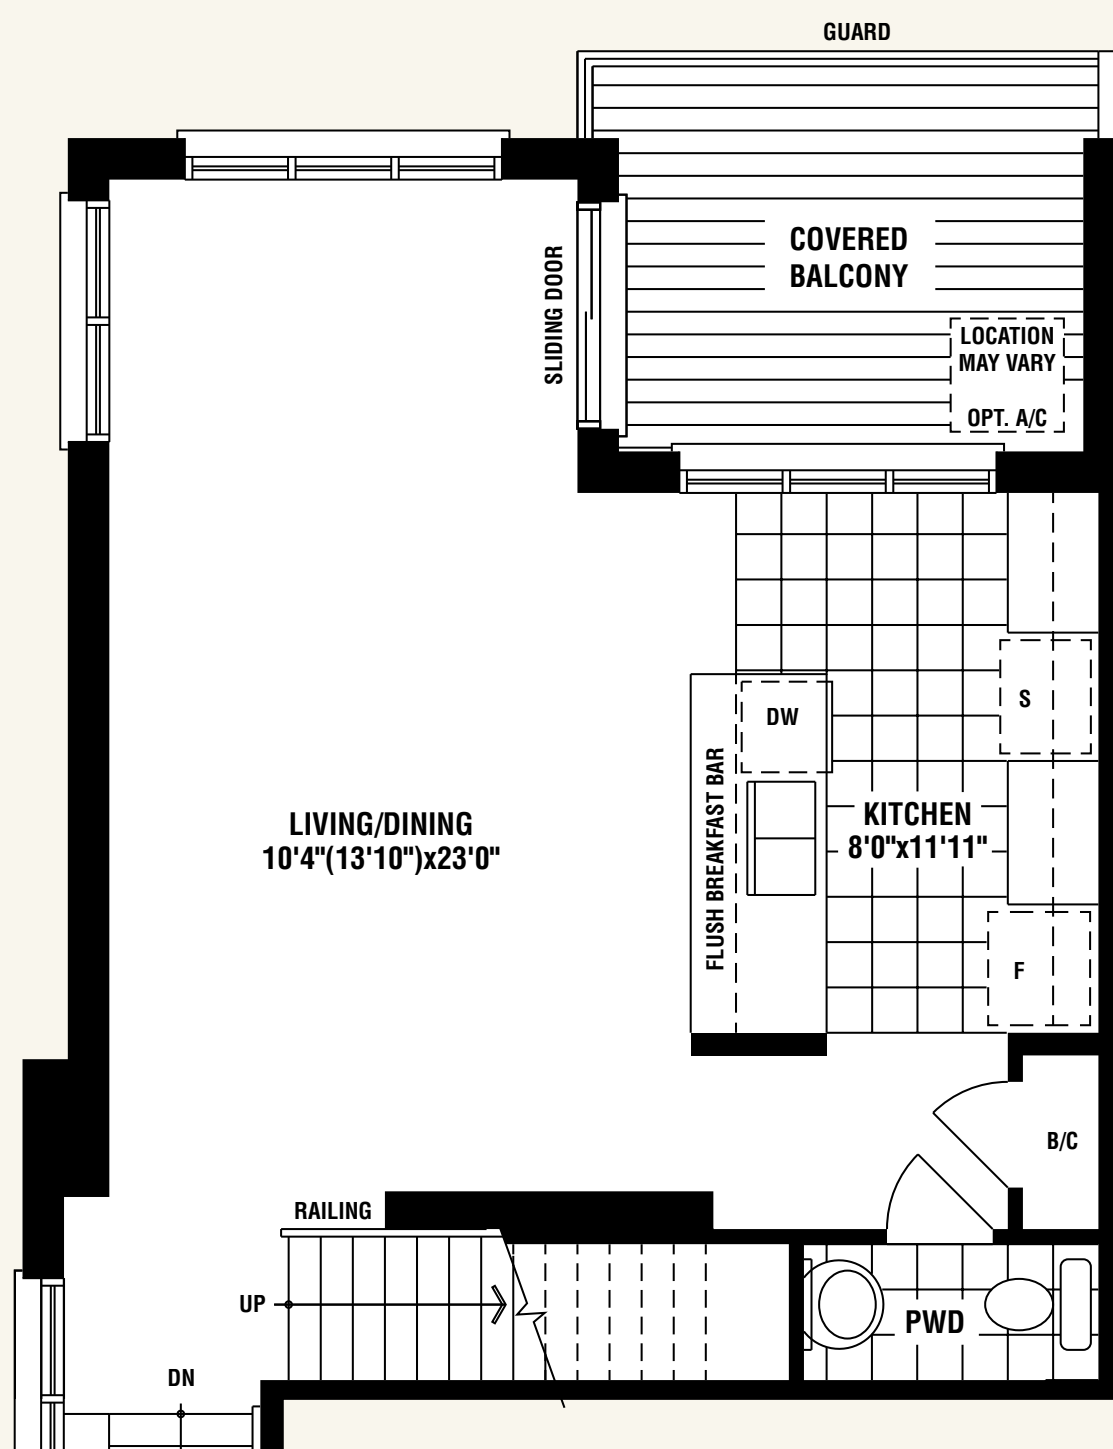 GUARD
COVERED
BALCONY
SLIDING DOOR
LOCATION
MAY VARY
OPT. A/C
S
DW
FLUSH BREAKFAST BAR
LIVING/DINING
10'4"(13'10")x23'0"
KITCHEN
8'0"x11'11"
F
B/C
RAILING
UP
PWD
DN